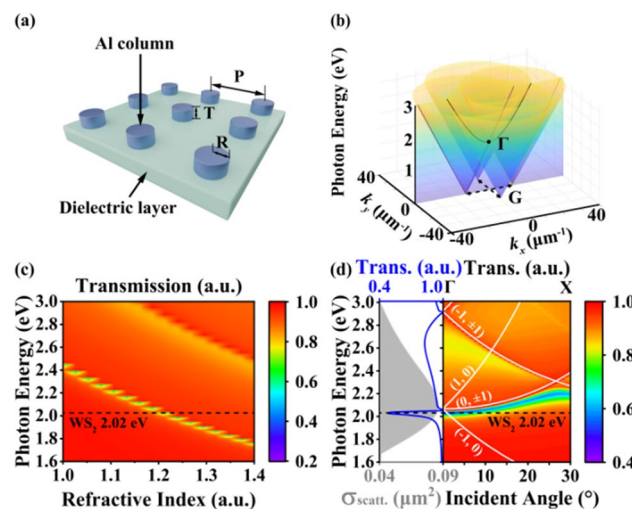 (a)
Al column
P
T
R
Dielectric layer
(b)
Photon Energy (eV)
3
2
1
0
Γ
G
40
-40
-40
40
k_y (μm⁻¹)
k_x (μm⁻¹)
(c)
Transmission (a.u.)
Photon Energy (eV)
3.0
2.8
2.6
2.4
2.2
2.0
1.8
1.6
WS₂ 2.02 eV
1.0 1.1 1.2 1.3 1.4
Refractive Index (a.u.)
1.0
0.8
0.6
0.4
0.2
(d)
Trans. (a.u.) Trans. (a.u.)
0.4 1.0 Γ X
Photon Energy (eV)
3.0
2.8
2.6
2.4
2.2
2.0
1.8
1.6
(-1, ±1)
(1, 0)
(0, ±1)
WS₂ 2.02 eV
(-1, 0)
0.04 0.09 10 20 30
σscatt. (μm²) Incident Angle (°)
1.0
0.8
0.6
0.4
0.2